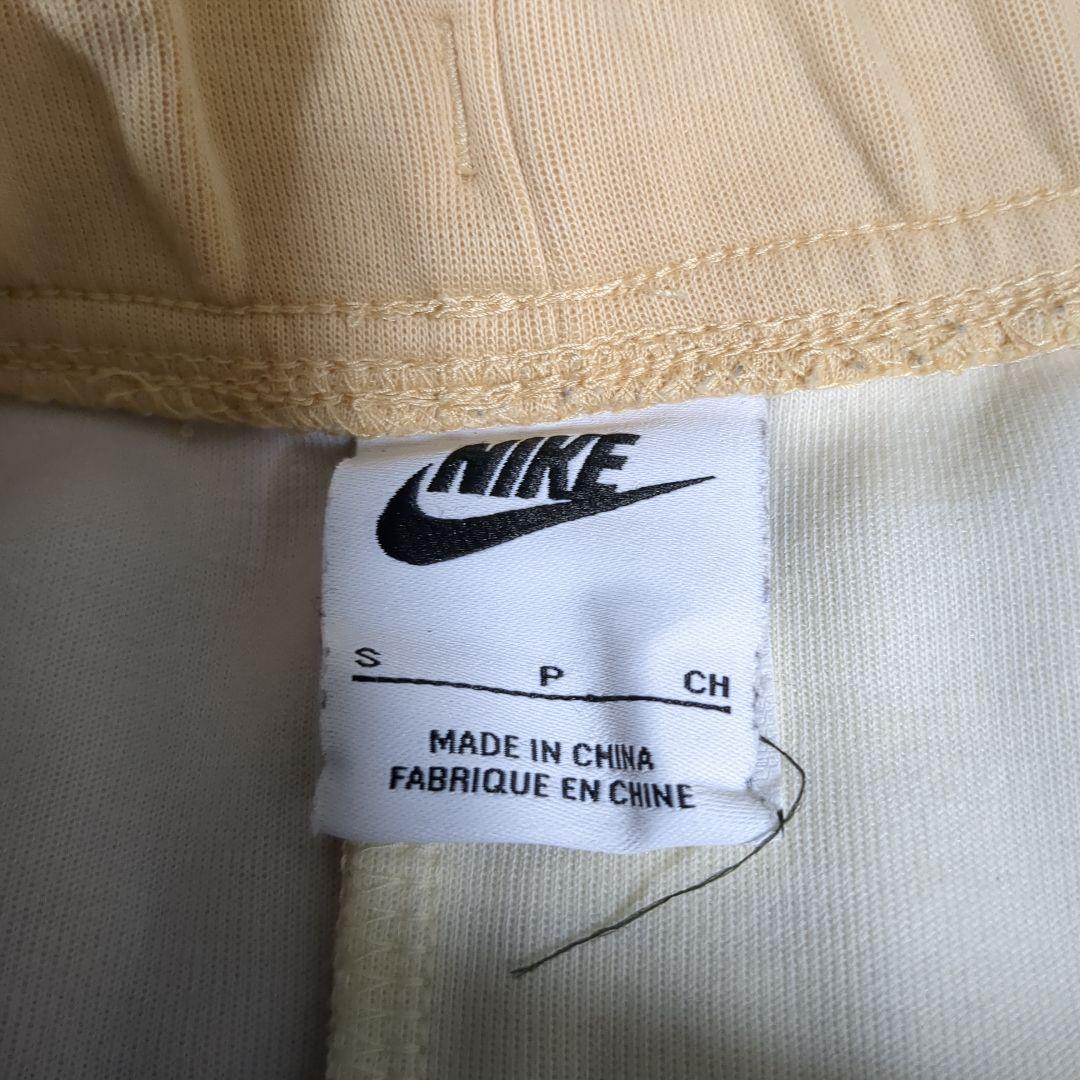 NIKE
S P CH
MADE IN CHINA
FABRIQUE EN CHINE